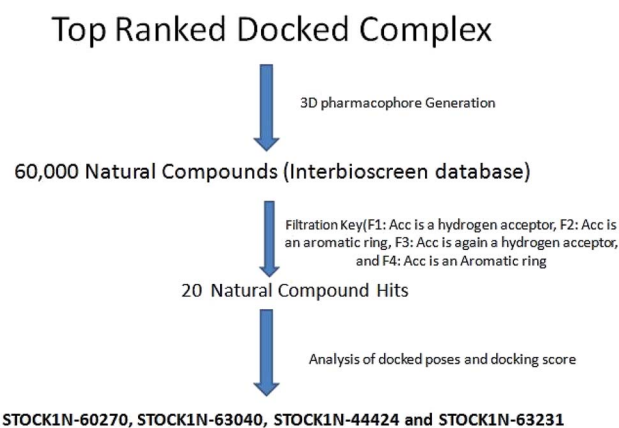 Top Ranked Docked Complex
3D pharmacophore Generation
60,000 Natural Compounds (Interbioscreen database)
Filtration Key(F1: Acc is a hydrogen acceptor, F2: Acc is
an aromatic ring, F3: Acc is again a hydrogen acceptor,
and F4: Acc is an Aromatic ring
20 Natural Compound Hits
Analysis of docked poses and docking score
STOCK1N-60270, STOCK1N-63040, STOCK1N-44424 and STOCK1N-63231